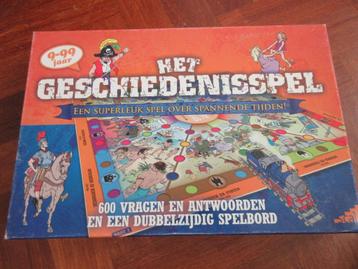 9-99
jaar
HET
GESCHIEDENISSPEL
EEN SUPERLEUK SPEL OVER SPANNENDE TIJDEN!
600 VRAGEN EN ANTWOORDEN
EN EEN DUBBELZIJDIG SPELBORD